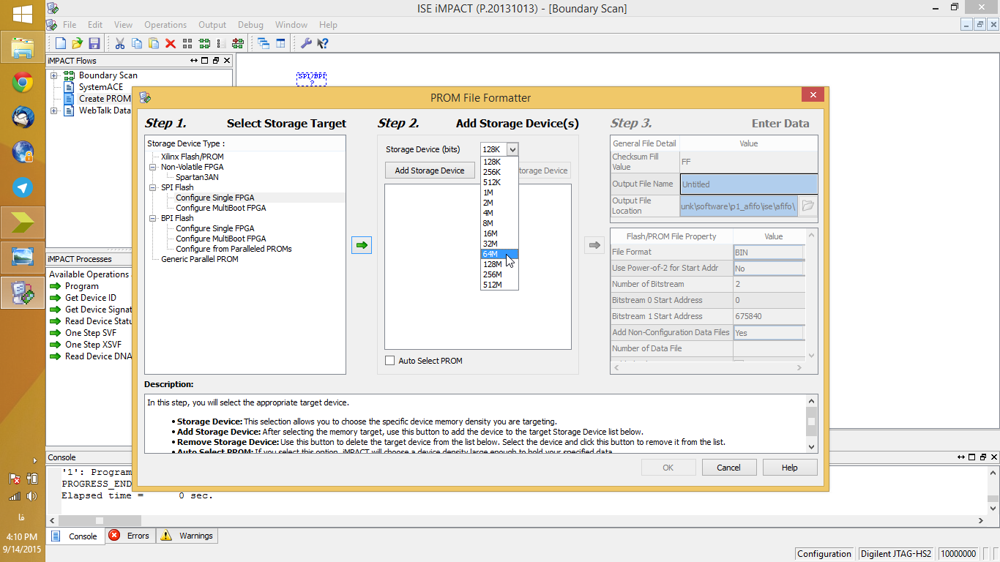 ISE iMPACT (P.20131013) - [Boundary Scan]
File Edit View Operations Output Debug Window Help
iMPACT Flows
Boundary Scan
SystemACE
Create PROM
WebTalk Data
SPI/BPI
?
PROM File Formatter
Step 1. Select Storage Target
Storage Device Type :
Xilinx Flash/PROM
Non-Volatile FPGA
Spartan3AN
SPI Flash
Configure Single FPGA
Configure MultiBoot FPGA
BPI Flash
Configure Single FPGA
Configure MultiBoot FPGA
Configure from Paralleled PROMs
Generic Parallel PROM
Step 2. Add Storage Device(s)
Storage Device (bits) 128K
Add Storage Device
torage Device
128K
256K
512K
1M
2M
4M
8M
16M
32M
64M
128M
256M
512M
Auto Select PROM
Step 3. Enter Data
General File Detail Value
Checksum Fill Value FF
Output File Name Untitled
Output File Location unk\software\p1_afifo\ise\afifo\
Flash/PROM File Property Value
File Format BIN
Use Power-of-2 for Start Addr No
Number of Bitstream 2
Bitstream 0 Start Address 0
Bitstream 1 Start Address 675840
Add Non-Configuration Data Files Yes
Number of Data File
Description:
In this step, you will select the appropriate target device.
• Storage Device: This selection allows you to choose the specific device memory density you are targeting.
• Add Storage Device: After selecting the memory target, use this button to add the device to the target Storage Device list below.
• Remove Storage Device: Use this button to delete the target device from the list below. Select the device and click this button to remove it from the list.
• Auto Select PROM: If you select this option, iMPACT will choose a device density large enough to hold your specified data.
OK Cancel Help
iMPACT Processes
Available Operations
Program
Get Device ID
Get Device Signat
Read Device Statu
One Step SVF
One Step XSVF
Read Device DNA
Console
'1': Program
PROGRESS_END
Elapsed time = 0 sec.
Console Errors Warnings
Configuration Digilent JTAG-HS2 10000000
فا
4:10 PM
9/14/2015